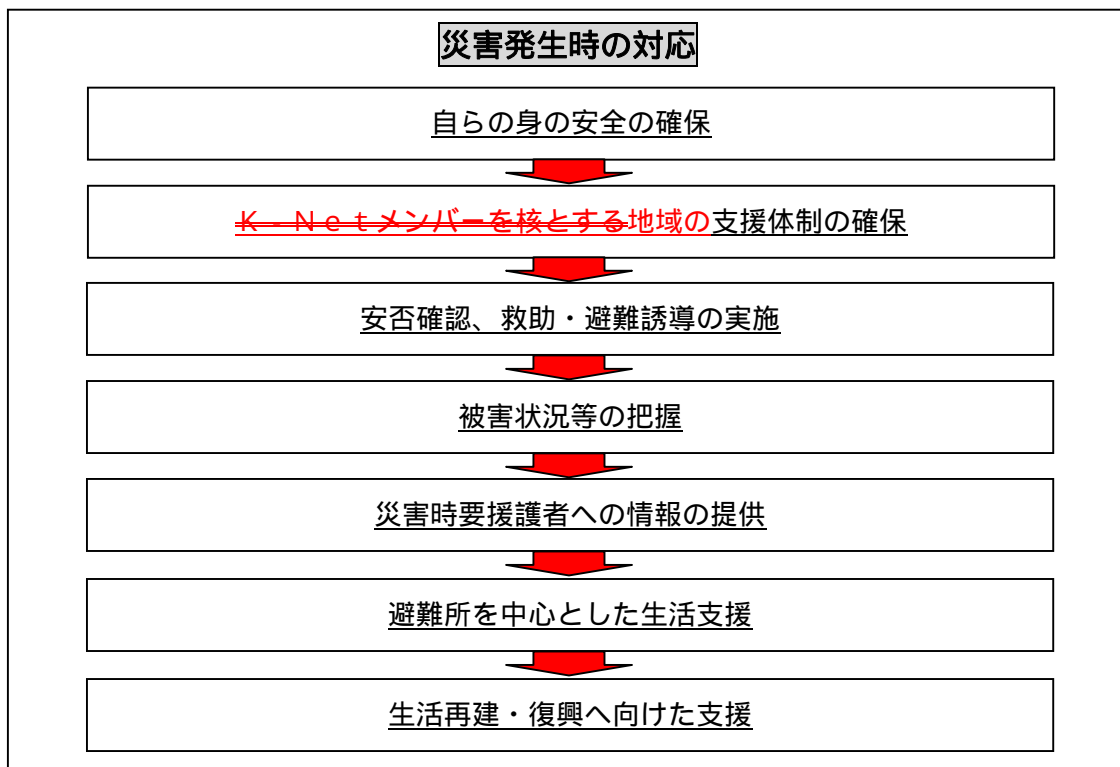 災害発生時の対応
自らの身の安全の確保
K-Netメンバーを核とする地域の支援体制の確保
安否確認、救助・避難誘導の実施
被害状況等の把握
災害時要援護者への情報の提供
避難所を中心とした生活支援
生活再建・復興へ向けた支援